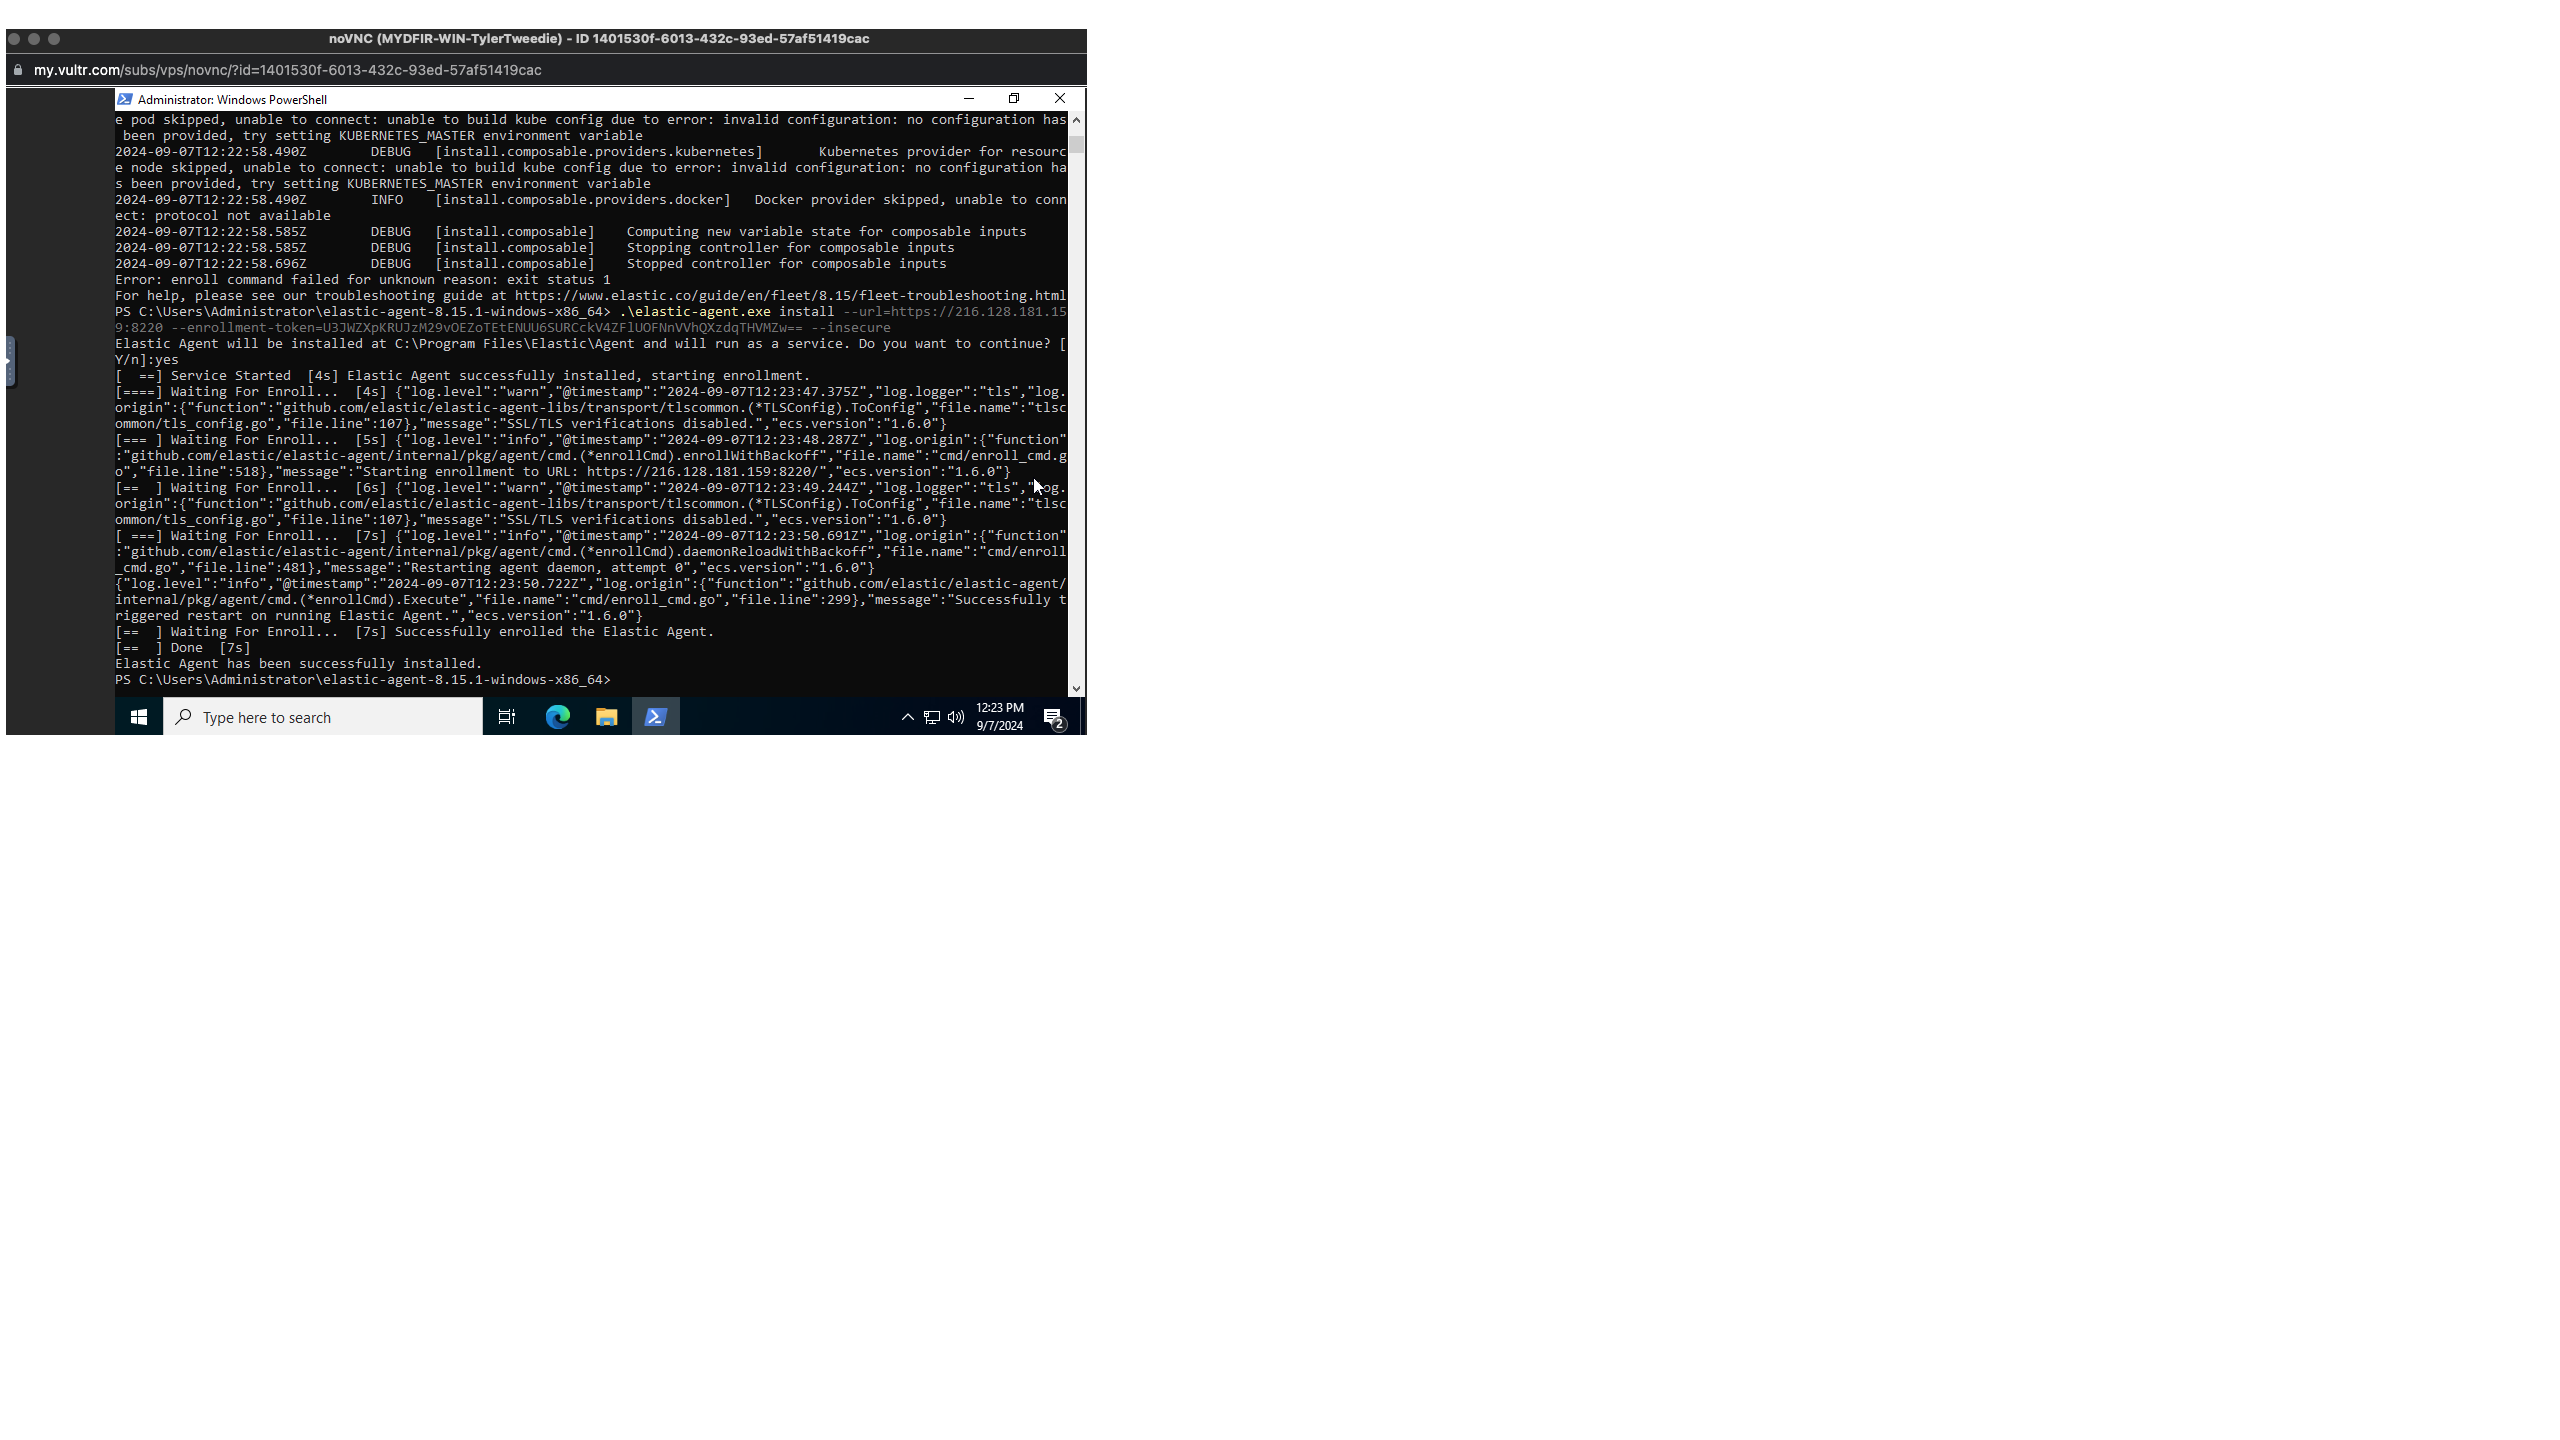 noVNC (MYDFIR-WIN-TylerTweedie) - ID 1401530f-6013-432c-93ed-57af51419cac
my.vultr.com/subs/vps/novnc/?id=1401530f-6013-432c-93ed-57af51419cac
Administrator: Windows PowerShell
e pod skipped, unable to connect: unable to build kube config due to error: invalid configuration: no configuration has
 been provided, try setting KUBERNETES_MASTER environment variable
2024-09-07T12:22:58.490Z        DEBUG   [install.composable.providers.kubernetes]       Kubernetes provider for resourc
e node skipped, unable to connect: unable to build kube config due to error: invalid configuration: no configuration ha
s been provided, try setting KUBERNETES_MASTER environment variable
2024-09-07T12:22:58.490Z        INFO    [install.composable.providers.docker]   Docker provider skipped, unable to conn
ect: protocol not available
2024-09-07T12:22:58.585Z        DEBUG   [install.composable]    Computing new variable state for composable inputs
2024-09-07T12:22:58.585Z        DEBUG   [install.composable]    Stopping controller for composable inputs
2024-09-07T12:22:58.696Z        DEBUG   [install.composable]    Stopped controller for composable inputs
Error: enroll command failed for unknown reason: exit status 1
For help, please see our troubleshooting guide at https://www.elastic.co/guide/en/fleet/8.15/fleet-troubleshooting.html
PS C:\Users\Administrator\elastic-agent-8.15.1-windows-x86_64> .\elastic-agent.exe install --url=https://216.128.181.15
9:8220 --enrollment-token=U3JWZXpKRUJzM29vOEZoTEtENUU6SURCckV4ZFlUOFNnVVhQXzdqTHVMZw== --insecure
Elastic Agent will be installed at C:\Program Files\Elastic\Agent and will run as a service. Do you want to continue? [
Y/n]:yes
[  ==] Service Started  [4s] Elastic Agent successfully installed, starting enrollment.
[====] Waiting For Enroll...  [4s] {"log.level":"warn","@timestamp":"2024-09-07T12:23:47.375Z","log.logger":"tls","log.
origin":{"function":"github.com/elastic/elastic-agent-libs/transport/tlscommon.(*TLSConfig).ToConfig","file.name":"tlsc
ommon/tls_config.go","file.line":107},"message":"SSL/TLS verifications disabled.","ecs.version":"1.6.0"}
[=== ] Waiting For Enroll...  [5s] {"log.level":"info","@timestamp":"2024-09-07T12:23:48.287Z","log.origin":{"function"
:"github.com/elastic/elastic-agent/internal/pkg/agent/cmd.(*enrollCmd).enrollWithBackoff","file.name":"cmd/enroll_cmd.g
o","file.line":518},"message":"Starting enrollment to URL: https://216.128.181.159:8220/","ecs.version":"1.6.0"}
[==  ] Waiting For Enroll...  [6s] {"log.level":"warn","@timestamp":"2024-09-07T12:23:49.244Z","log.logger":"tls","log.
origin":{"function":"github.com/elastic/elastic-agent-libs/transport/tlscommon.(*TLSConfig).ToConfig","file.name":"tlsc
ommon/tls_config.go","file.line":107},"message":"SSL/TLS verifications disabled.","ecs.version":"1.6.0"}
[ ===] Waiting For Enroll...  [7s] {"log.level":"info","@timestamp":"2024-09-07T12:23:50.691Z","log.origin":{"function"
:"github.com/elastic/elastic-agent/internal/pkg/agent/cmd.(*enrollCmd).daemonReloadWithBackoff","file.name":"cmd/enroll
_cmd.go","file.line":481},"message":"Restarting agent daemon, attempt 0","ecs.version":"1.6.0"}
{"log.level":"info","@timestamp":"2024-09-07T12:23:50.722Z","log.origin":{"function":"github.com/elastic/elastic-agent/
internal/pkg/agent/cmd.(*enrollCmd).Execute","file.name":"cmd/enroll_cmd.go","file.line":299},"message":"Successfully t
riggered restart on running Elastic Agent.","ecs.version":"1.6.0"}
[==  ] Waiting For Enroll...  [7s] Successfully enrolled the Elastic Agent.
[==  ] Done  [7s]
Elastic Agent has been successfully installed.
PS C:\Users\Administrator\elastic-agent-8.15.1-windows-x86_64>
Type here to search
12:23 PM
9/7/2024
2